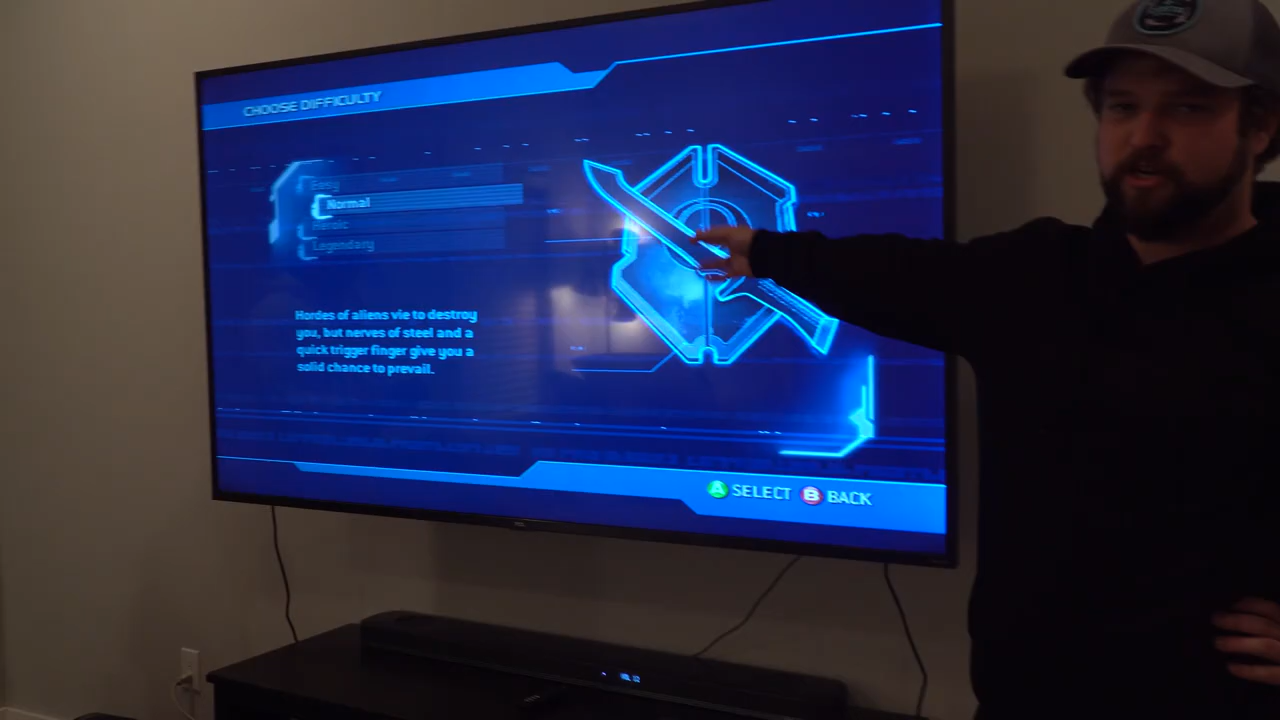 CHOOSE DIFFICULTY
Easy
Normal
Heroic
Legendary
Hordes of aliens vie to destroy
you, but nerves of steel and a
quick trigger finger give you a
solid chance to prevail.
A SELECT B BACK